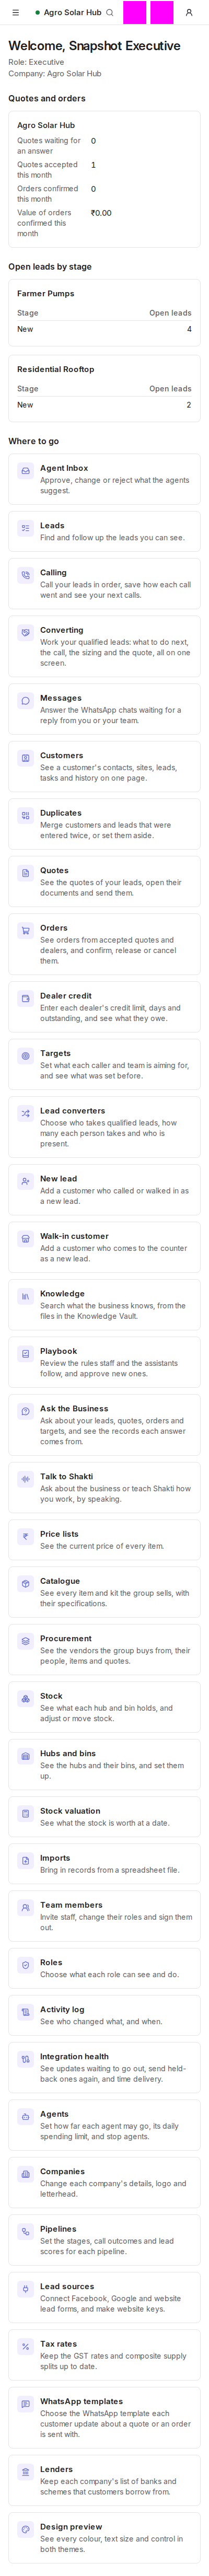 Agro Solar Hub
Welcome, Snapshot Executive
Role: Executive
Company: Agro Solar Hub
Quotes and orders
Agro Solar Hub
Quotes waiting for
an answer
0
Quotes accepted
this month
1
Orders confirmed
this month
0
Value of orders
confirmed this
month
₹0.00
Open leads by stage
Farmer Pumps
Stage Open leads
New 4
Residential Rooftop
Stage Open leads
New 2
Where to go
Agent Inbox
Approve, change or reject what the agents
suggest.
Leads
Find and follow up the leads you can see.
Calling
Call your leads in order, save how each call
went and see your next calls.
Converting
Work your qualified leads: what to do next,
the call, the sizing and the quote, all on one
screen.
Messages
Answer the WhatsApp chats waiting for a
reply from you or your team.
Customers
See a customer's contacts, sites, leads,
tasks and history on one page.
Duplicates
Merge customers and leads that were
entered twice, or set them aside.
Quotes
See the quotes of your leads, open their
documents and send them.
Orders
See orders from accepted quotes and
dealers, and confirm, release or cancel
them.
Dealer credit
Enter each dealer's credit limit, days and
outstanding, and see what they owe.
Targets
Set what each caller and team is aiming for,
and see what was set before.
Lead converters
Choose who takes qualified leads, how
many each person takes and who is
present.
New lead
Add a customer who called or walked in as
a new lead.
Walk-in customer
Add a customer who comes to the counter
as a new lead.
Knowledge
Search what the business knows, from the
files in the Knowledge Vault.
Playbook
Review the rules staff and the assistants
follow, and approve new ones.
Ask the Business
Ask about your leads, quotes, orders and
targets, and see the records each answer
comes from.
Talk to Shakti
Ask about the business or teach Shakti how
you work, by speaking.
Price lists
See the current price of every item.
Catalogue
See every item and kit the group sells, with
their specifications.
Procurement
See the vendors the group buys from, their
people, items and quotes.
Stock
See what each hub and bin holds, and
adjust or move stock.
Hubs and bins
See the hubs and their bins, and set them
up.
Stock valuation
See what the stock is worth at a date.
Imports
Bring in records from a spreadsheet file.
Team members
Invite staff, change their roles and sign them
out.
Roles
Choose what each role can see and do.
Activity log
See who changed what, and when.
Integration health
See updates waiting to go out, send held-
back ones again, and time delivery.
Agents
Set how far each agent may go, its daily
spending limit, and stop agents.
Companies
Change each company's details, logo and
letterhead.
Pipelines
Set the stages, call outcomes and lead
scores for each pipeline.
Lead sources
Connect Facebook, Google and website
lead forms, and make website keys.
Tax rates
Keep the GST rates and composite supply
splits up to date.
WhatsApp templates
Choose the WhatsApp template each
customer update about a quote or an order
is sent with.
Lenders
Keep each company's list of banks and
schemes that customers borrow from.
Design preview
See every colour, text size and control in
both themes.